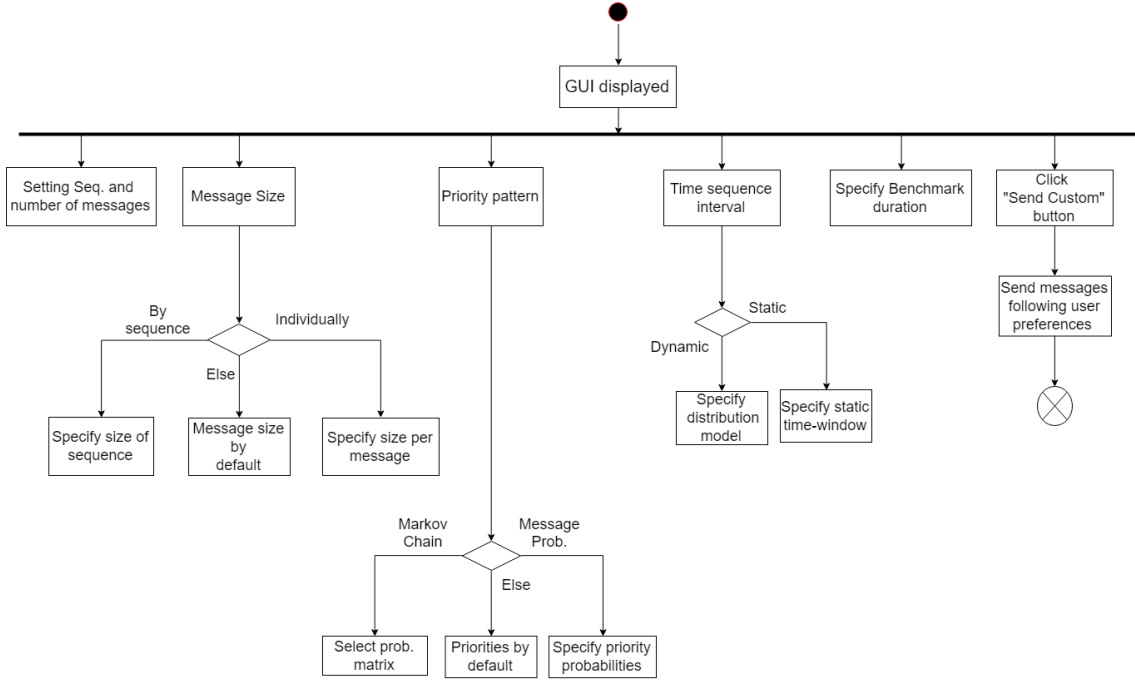 GUI displayed
Setting Seq. and
number of messages
Message Size
Priority pattern
Time sequence
interval
Specify Benchmark
duration
Click
"Send Custom"
button
Send messages
following user
preferences
By
sequence
Individually
Else
Static
Dynamic
Specify size of
sequence
Message size
by
default
Specify size per
message
Specify
distribution
model
Specify static
time-window
Markov
Chain
Message
Prob.
Else
Select prob.
matrix
Priorities by
default
Specify priority
probabilities